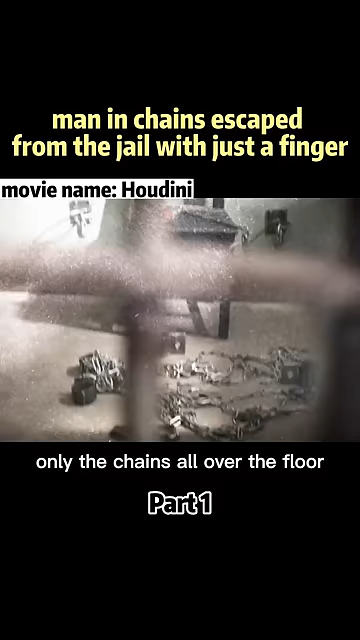 man in chains escaped
from the jail with just a finger
movie name: Houdini
only the chains all over the floor
Part 1